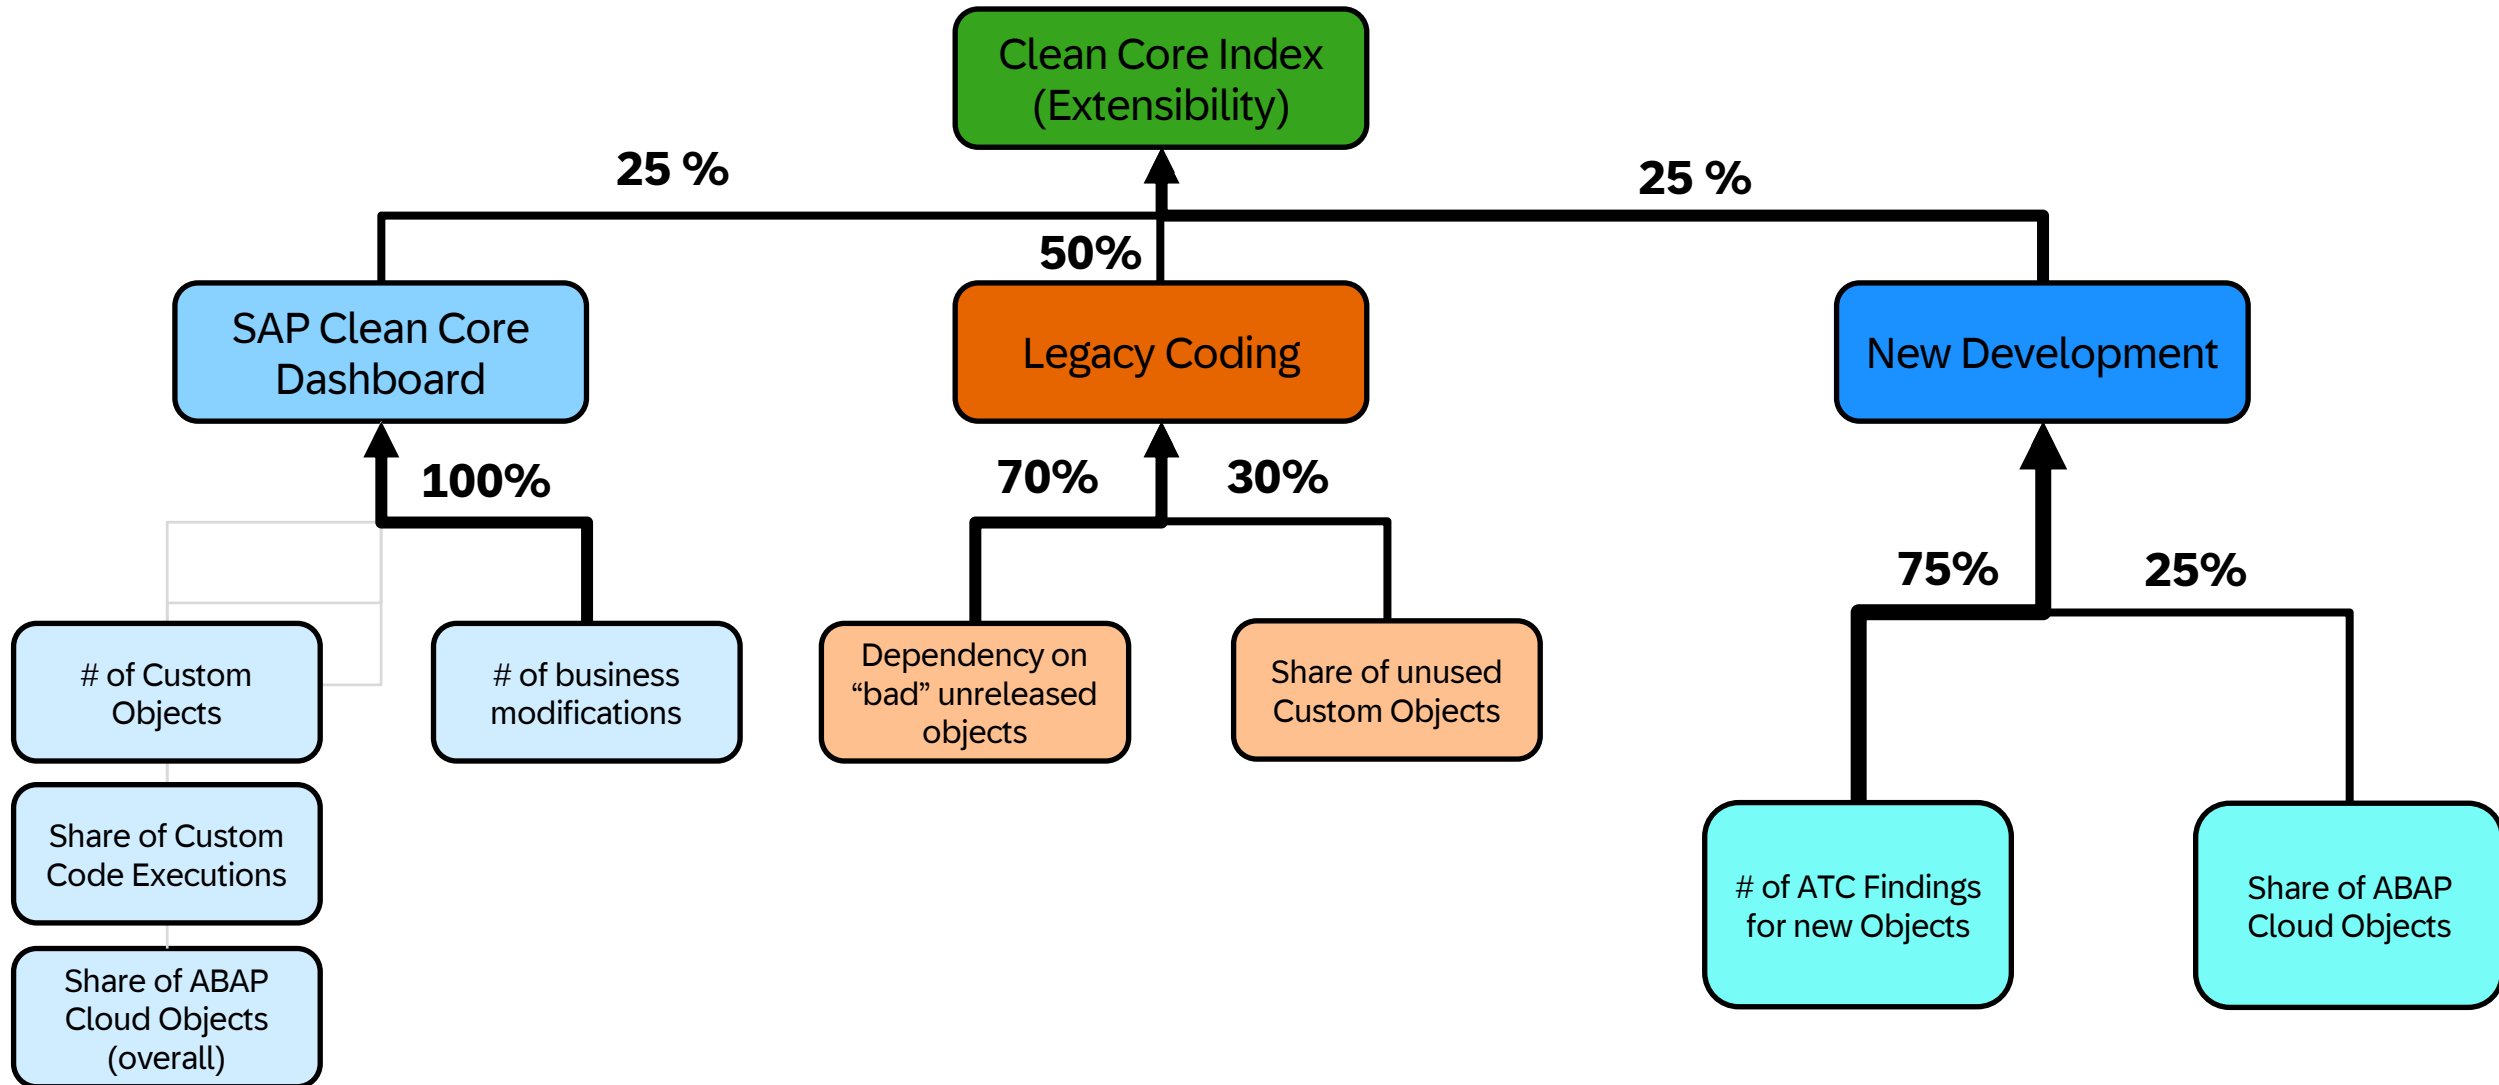 Clean Core Index
(Extensibility)
25 %
25 %
50%
SAP Clean Core
Dashboard
Legacy Coding
New Development
100%
70%
30%
75%
25%
# of Custom
Objects
# of business
modifications
Dependency on
“bad” unreleased
objects
Share of unused
Custom Objects
Share of Custom
Code Executions
# of ATC Findings
for new Objects
Share of ABAP
Cloud Objects
Share of ABAP
Cloud Objects
(overall)